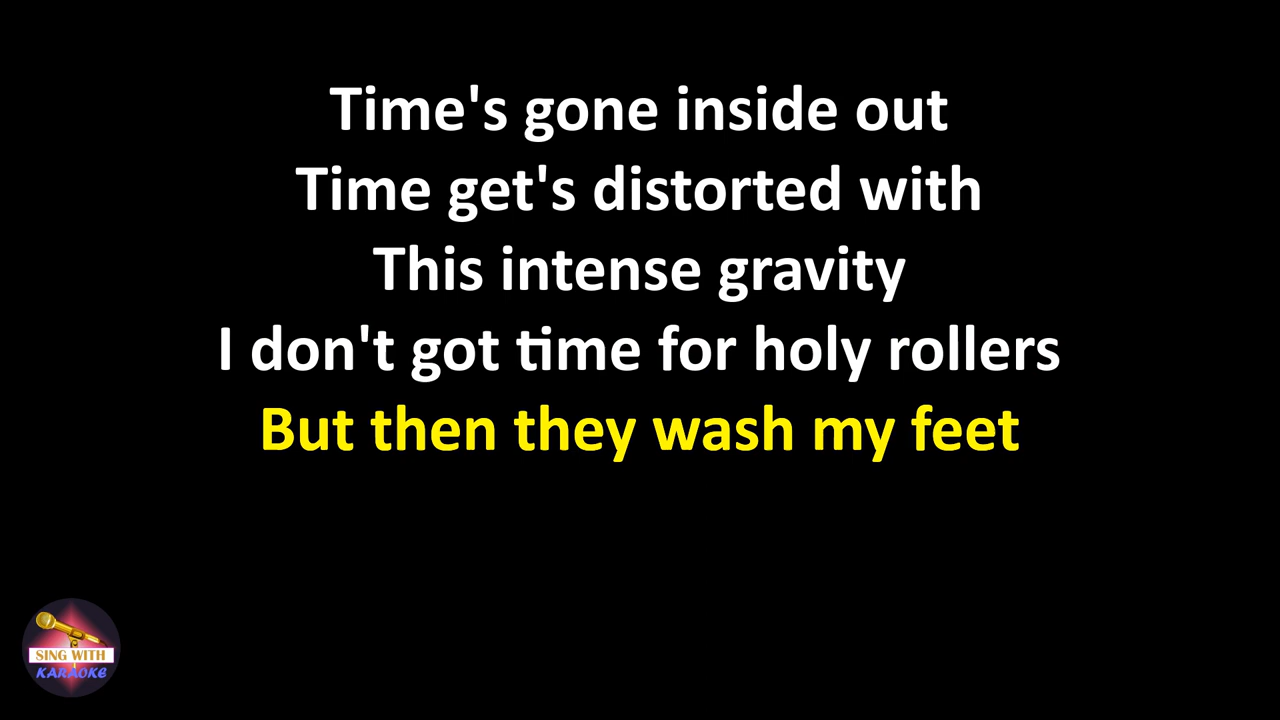 Time's gone inside out
Time get's distorted with
This intense gravity
I don't got time for holy rollers
But then they wash my feet
SING WITH
KARAOKE